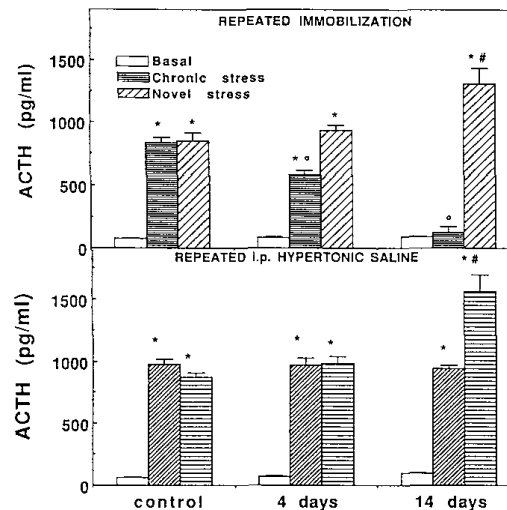 REPEATED IMMOBILIZATION
1500
1000
500
0
ACTH (pg/ml)
Basal
Chronic stress
Novel stress
* *
* ° *
° * #
REPEATED i.p. HYPERTONIC SALINE
1500
1000
500
0
ACTH (pg/ml)
* *
* *
* * #
control 4 days 14 days